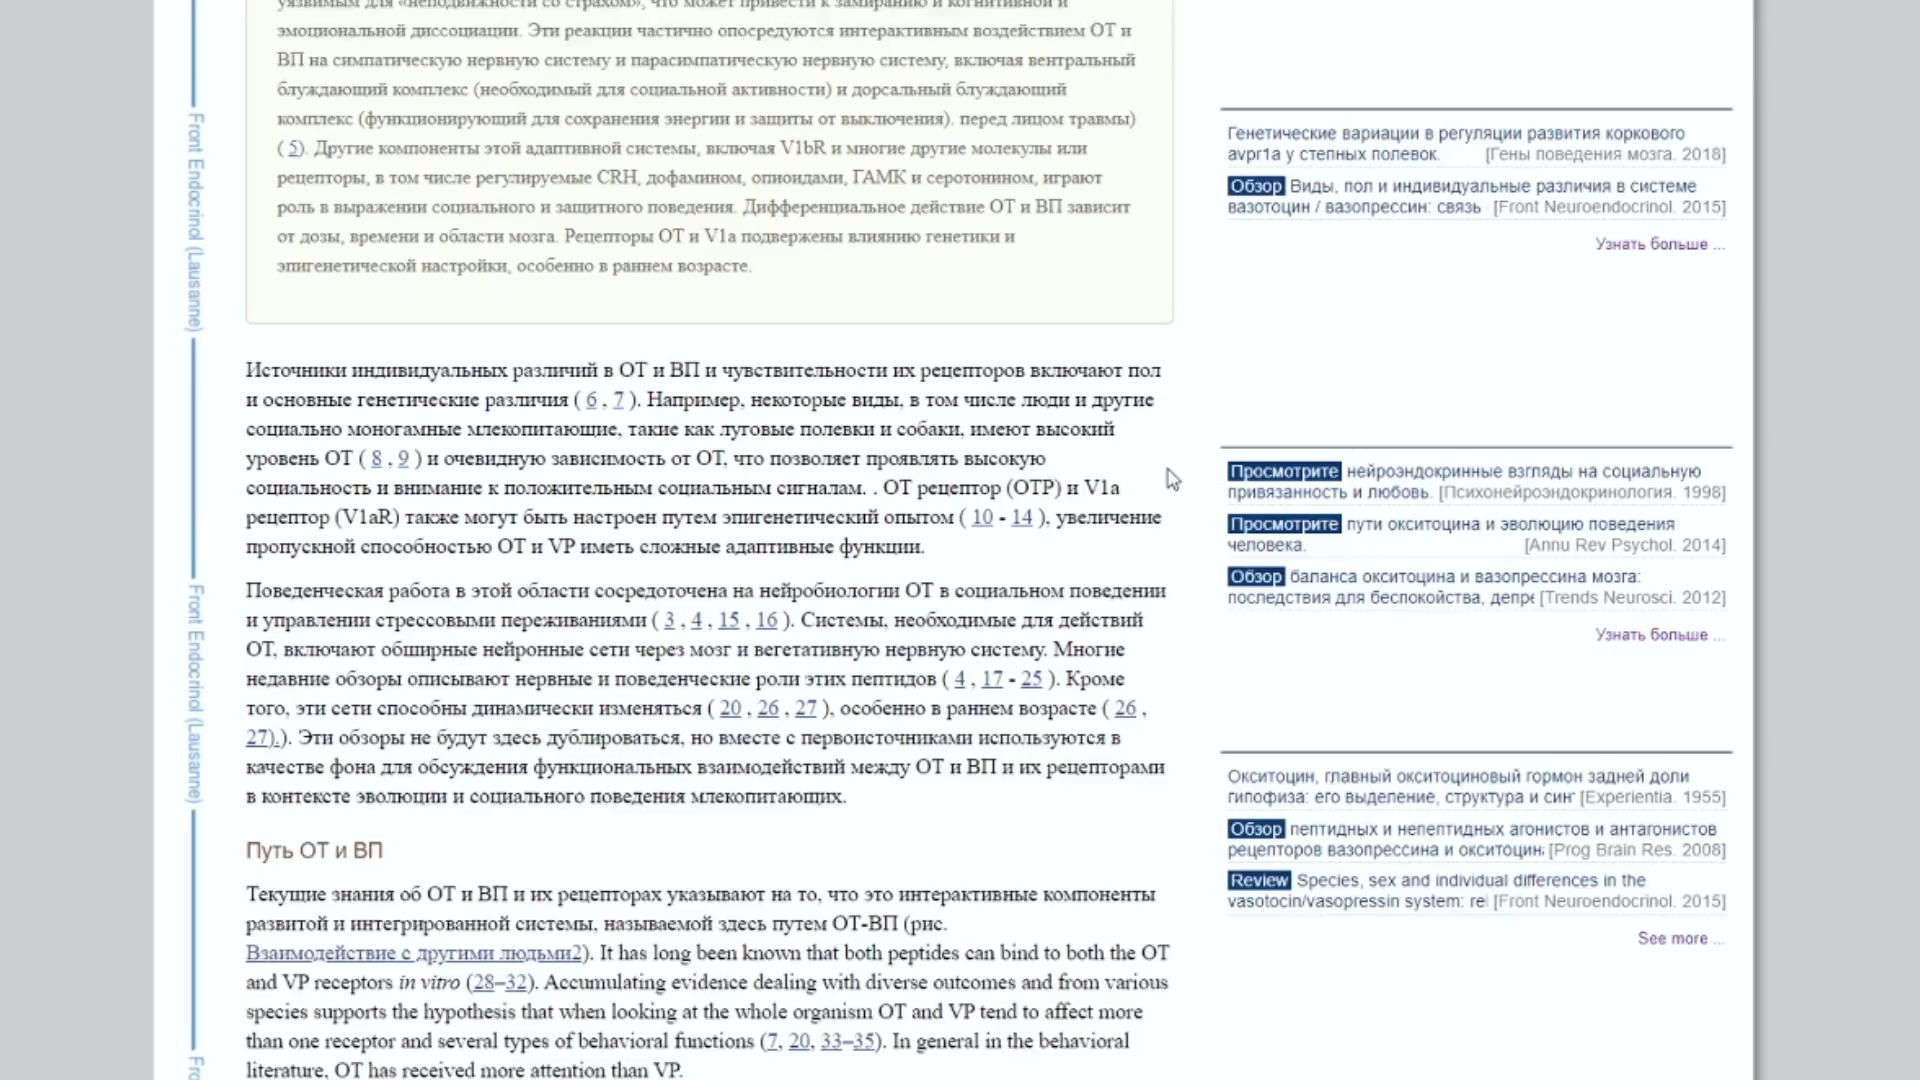 уязвимым для «неподвижности со страхом», что может привести к замиранию и когнитивной и
эмоциональной диссоциации. Эти реакции частично опосредуются интерактивным воздействием ОТ и
ВП на симпатическую нервную систему и парасимпатическую нервную систему, включая вентральный
блуждающий комплекс (необходимый для социальной активности) и дорсальный блуждающий
комплекс (функционирующий для сохранения энергии и защиты от выключения). перед лицом травмы)
( 5). Другие компоненты этой адаптивной системы, включая V1bR и многие другие молекулы или
рецепторы, в том числе регулируемые CRH, дофамином, опиоидами, ГАМК и серотонином, играют
роль в выражении социального и защитного поведения. Дифференциальное действие ОТ и ВП зависит
от дозы, времени и области мозга. Рецепторы ОТ и V1a подвержены влиянию генетики и
эпигенетической настройки, особенно в раннем возрасте.
Источники индивидуальных различий в ОТ и ВП и чувствительности их рецепторов включают пол
и основные генетические различия ( 6 , 7 ). Например, некоторые виды, в том числе люди и другие
социально моногамные млекопитающие, такие как луговые полевки и собаки, имеют высокий
уровень ОТ ( 8 , 9 ) и очевидную зависимость от ОТ, что позволяет проявлять высокую
социальность и внимание к положительным социальным сигналам. . ОТ рецептор (ОТР) и V1a
рецептор (V1aR) также могут быть настроен путем эпигенетический опытом ( 10 - 14 ), увеличение
пропускной способностью ОТ и VP иметь сложные адаптивные функции.
Поведенческая работа в этой области сосредоточена на нейробиологии ОТ в социальном поведении
и управлении стрессовыми переживаниями ( 3 , 4 , 15 , 16 ). Системы, необходимые для действий
ОТ, включают обширные нейронные сети через мозг и вегетативную нервную систему. Многие
недавние обзоры описывают нервные и поведенческие роли этих пептидов ( 4 , 17 - 25 ). Кроме
того, эти сети способны динамически изменяться ( 20 , 26 , 27 ), особенно в раннем возрасте ( 26 ,
27).). Эти обзоры не будут здесь дублироваться, но вместе с первоисточниками используются в
качестве фона для обсуждения функциональных взаимодействий между ОТ и ВП и их рецепторами
в контексте эволюции и социального поведения млекопитающих.
Путь ОТ и ВП
Текущие знания об ОТ и ВП и их рецепторах указывают на то, что это интерактивные компоненты
развитой и интегрированной системы, называемой здесь путем ОТ-ВП (рис.
Взаимодействие с другими людьми2). It has long been known that both peptides can bind to both the OT
and VP receptors in vitro (28–32). Accumulating evidence dealing with diverse outcomes and from various
species supports the hypothesis that when looking at the whole organism OT and VP tend to affect more
than one receptor and several types of behavioral functions (7, 20, 33–35). In general in the behavioral
literature, OT has received more attention than VP.
Генетические вариации в регуляции развития коркового
avpr1a у степных полевок. [Гены поведения мозга. 2018]
Обзор Виды, пол и индивидуальные различия в системе
вазотоцин / вазопрессин: связь [Front Neuroendocrinol. 2015]
Узнать больше ...
Просмотрите нейроэндокринные взгляды на социальную
привязанность и любовь. [Психонейроэндокринология. 1998]
Просмотрите пути окситоцина и эволюцию поведения
человека. [Annu Rev Psychol. 2014]
Обзор баланса окситоцина и вазопрессина мозга:
последствия для беспокойства, депре [Trends Neurosci. 2012]
Узнать больше ...
Окситоцин, главный окситоциновый гормон задней доли
гипофиза: его выделение, структура и син [Experientia. 1955]
Обзор пептидных и непептидных агонистов и антагонистов
рецепторов вазопрессина и окситоцин [Prog Brain Res. 2008]
Review Species, sex and individual differences in the
vasotocin/vasopressin system: re [Front Neuroendocrinol. 2015]
See more ...
Front Endocrinol (Lausanne)
Front Endocrinol (Lausanne)
Fro